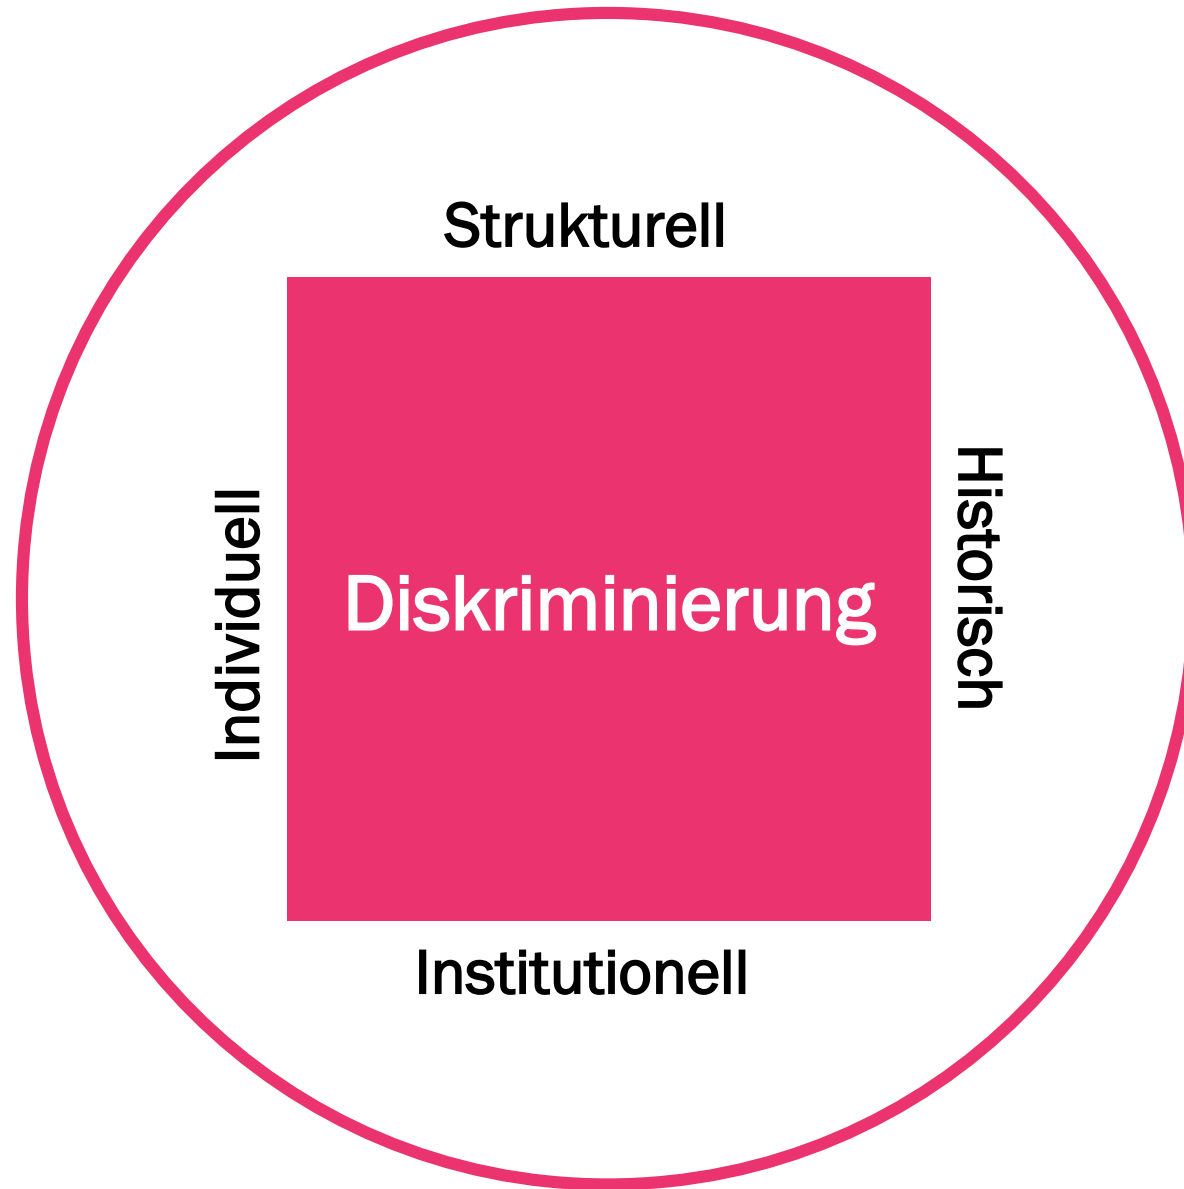 Strukturell
Individuell
Diskriminierung
Historisch
Institutionell